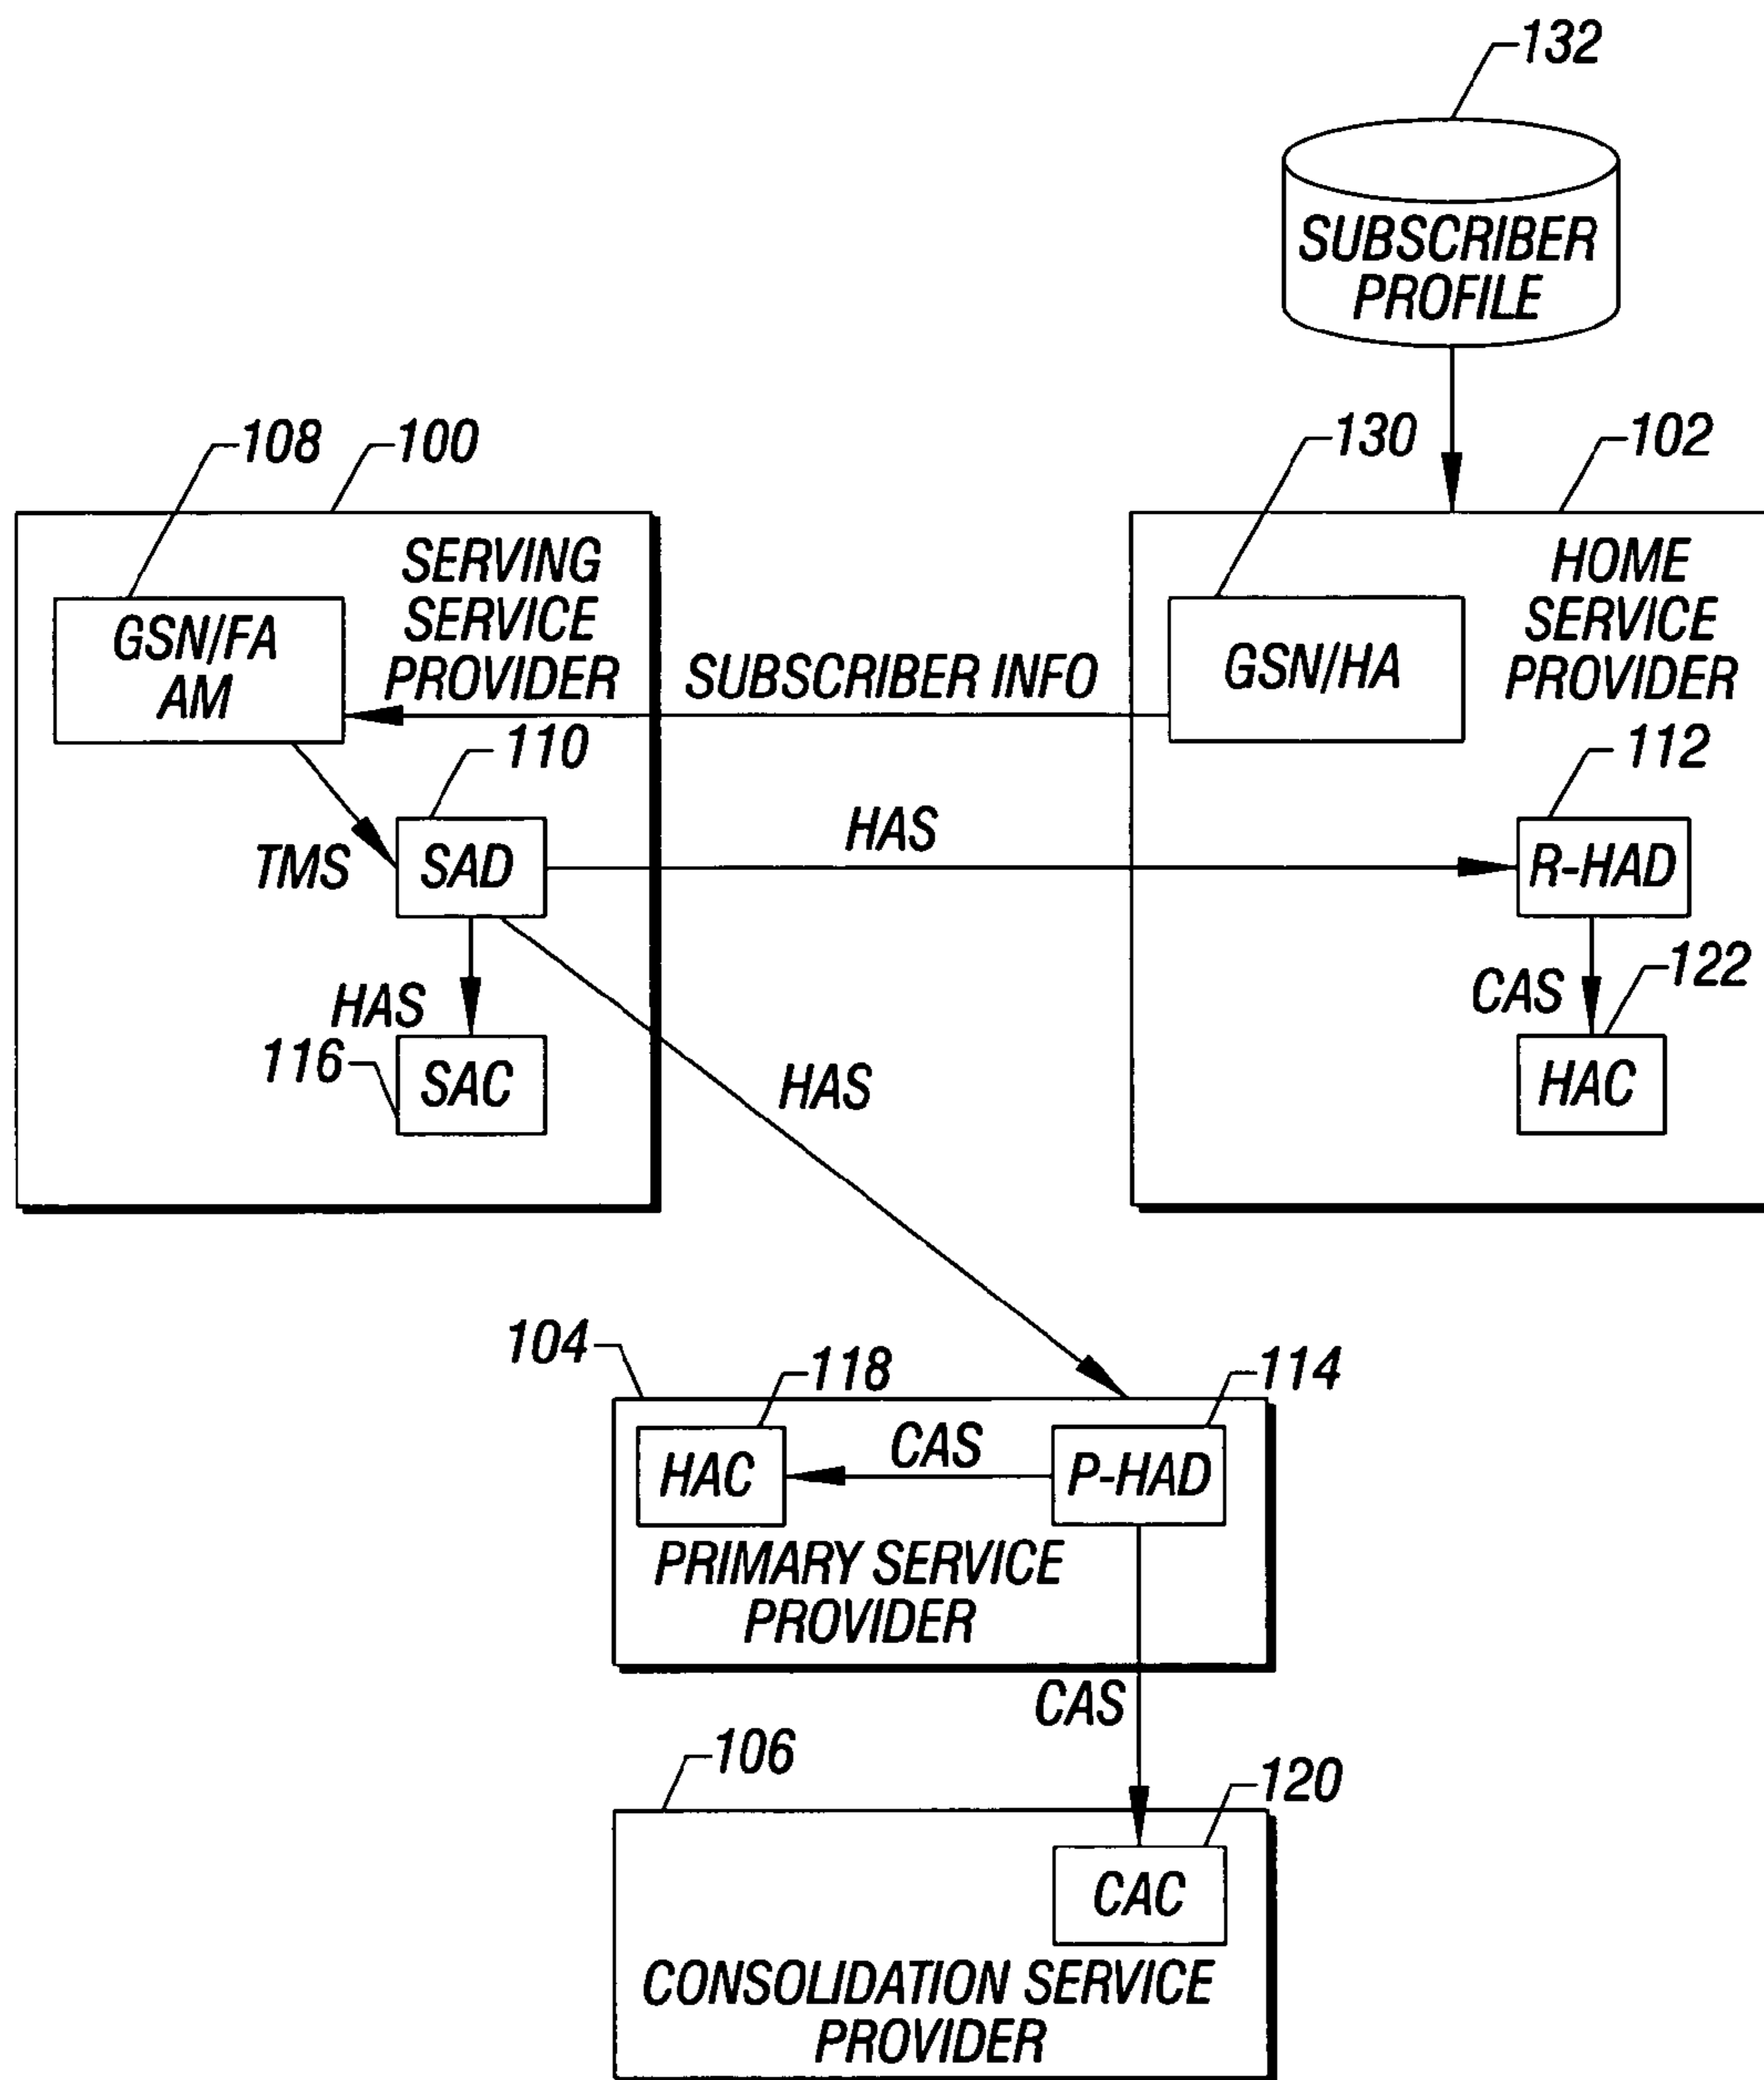 132
SUBSCRIBER
PROFILE
108
100
130
102
SERVING
SERVICE
PROVIDER
GSN/FA
AM
SUBSCRIBER INFO
GSN/HA
HOME
SERVICE
PROVIDER
110
112
TMS
SAD
HAS
R-HAD
HAS
122
CAS
116
SAC
HAS
HAC
104
118
114
HAC
CAS
P-HAD
PRIMARY SERVICE
PROVIDER
CAS
106
120
CAC
CONSOLIDATION SERVICE
PROVIDER